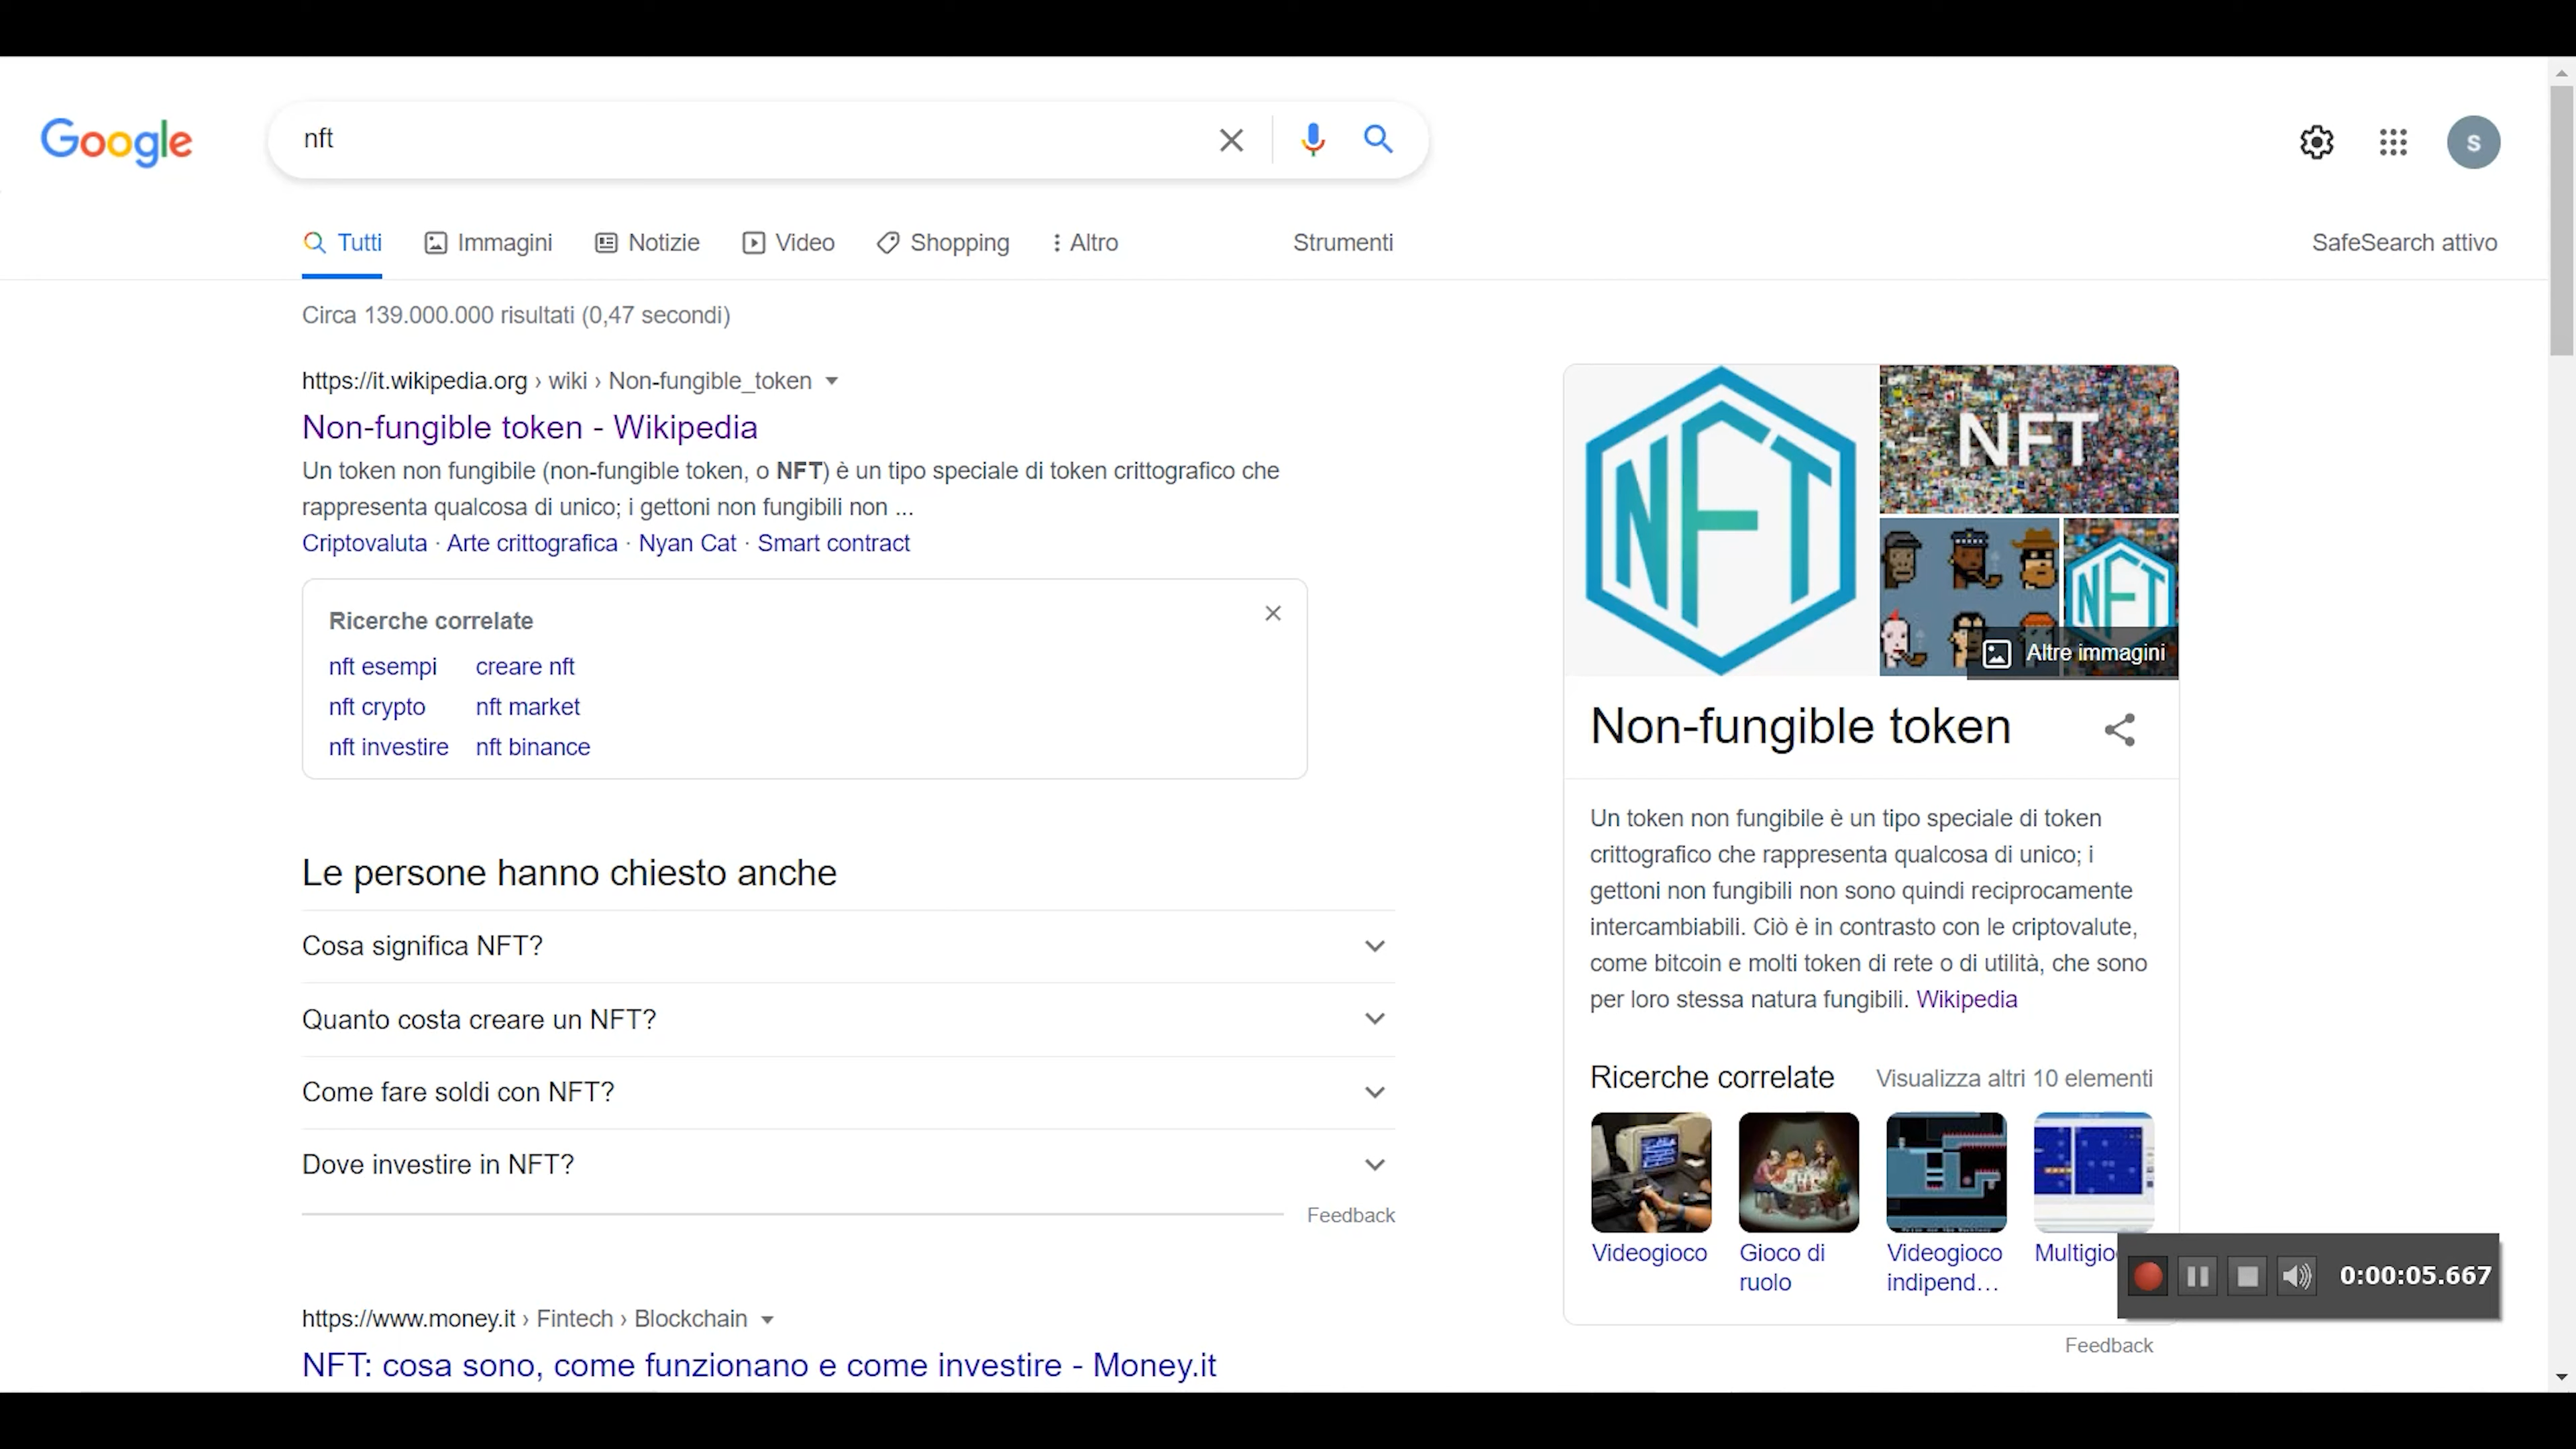 Google
nft
S
Tutti
Immagini
Notizie
Video
Shopping
Altro
Strumenti
SafeSearch attivo
Circa 139.000.000 risultati (0,47 secondi)
https://it.wikipedia.org › wiki › Non-fungible_token
Non-fungible token - Wikipedia
Un token non fungibile (non-fungible token, o NFT) è un tipo speciale di token crittografico che
rappresenta qualcosa di unico; i gettoni non fungibili non ...
Criptovaluta · Arte crittografica · Nyan Cat · Smart contract
Ricerche correlate
nft esempi
creare nft
nft crypto
nft market
nft investire
nft binance
Le persone hanno chiesto anche
Cosa significa NFT?
Quanto costa creare un NFT?
Come fare soldi con NFT?
Dove investire in NFT?
Feedback
https://www.money.it › Fintech › Blockchain
NFT: cosa sono, come funzionano e come investire - Money.it
NFT
NFT
NFT
Altre immagini
Non-fungible token
Un token non fungibile è un tipo speciale di token
crittografico che rappresenta qualcosa di unico; i
gettoni non fungibili non sono quindi reciprocamente
intercambiabili. Ciò è in contrasto con le criptovalute,
come bitcoin e molti token di rete o di utilità, che sono
per loro stessa natura fungibili. Wikipedia
Ricerche correlate
Visualizza altri 10 elementi
Videogioco
Gioco di
ruolo
Videogioco
indipend...
Multigio
0:00:05.667
Feedback